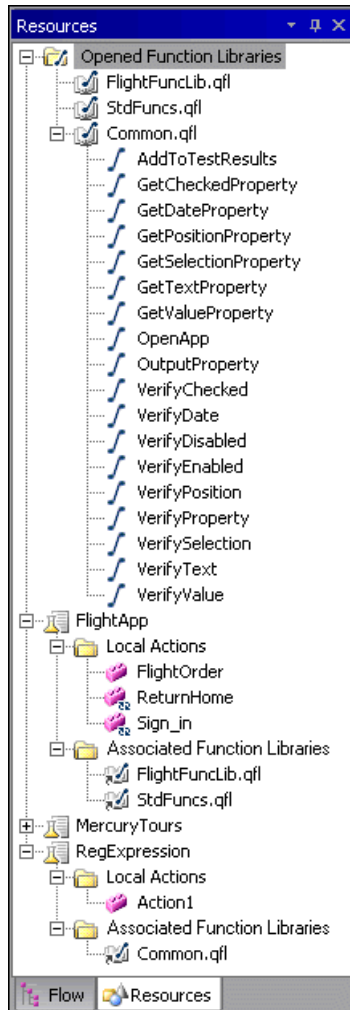 Resources
Opened Function Libraries
FlightFuncLib.qfl
StdFuncs.qfl
Common.qfl
AddToTestResults
GetCheckedProperty
GetDateProperty
GetPositionProperty
GetSelectionProperty
GetTextProperty
GetValueProperty
OpenApp
OutputProperty
VerifyChecked
VerifyDate
VerifyDisabled
VerifyEnabled
VerifyPosition
VerifyProperty
VerifySelection
VerifyText
VerifyValue
FlightApp
Local Actions
FlightOrder
ReturnHome
Sign_in
Associated Function Libraries
FlightFuncLib.qfl
StdFuncs.qfl
MercuryTours
RegExpression
Local Actions
Action1
Associated Function Libraries
Common.qfl
Flow Resources